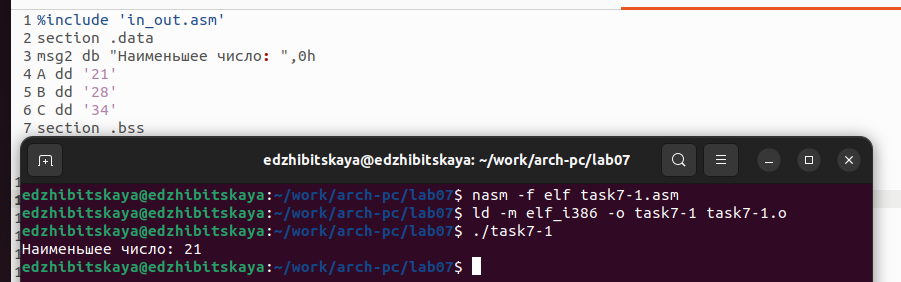 1 %include 'in_out.asm'
2 section .data
3 msg2 db "Наименьшее число: ",0h
4 A dd '21'
5 B dd '28'
6 C dd '34'
7 section .bss
edzhibitskaya@edzhibitskaya: ~/work/arch-pc/lab07
edzhibitskaya@edzhibitskaya:~/work/arch-pc/lab07$ nasm -f elf task7-1.asm
edzhibitskaya@edzhibitskaya:~/work/arch-pc/lab07$ ld -m elf_i386 -o task7-1 task7-1.o
edzhibitskaya@edzhibitskaya:~/work/arch-pc/lab07$ ./task7-1
Наименьшее число: 21
edzhibitskaya@edzhibitskaya:~/work/arch-pc/lab07$